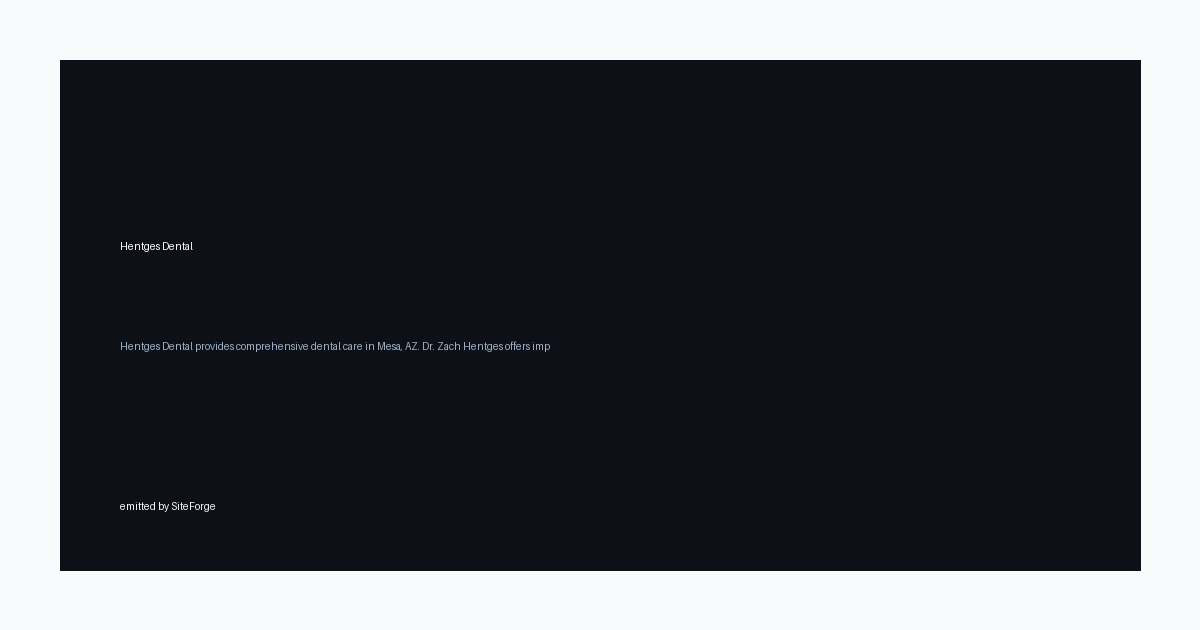 Hentges Dental
Hentges Dental provides comprehensive dental care in Mesa, AZ. Dr. Zach Hentges offers imp
emitted by SiteForge